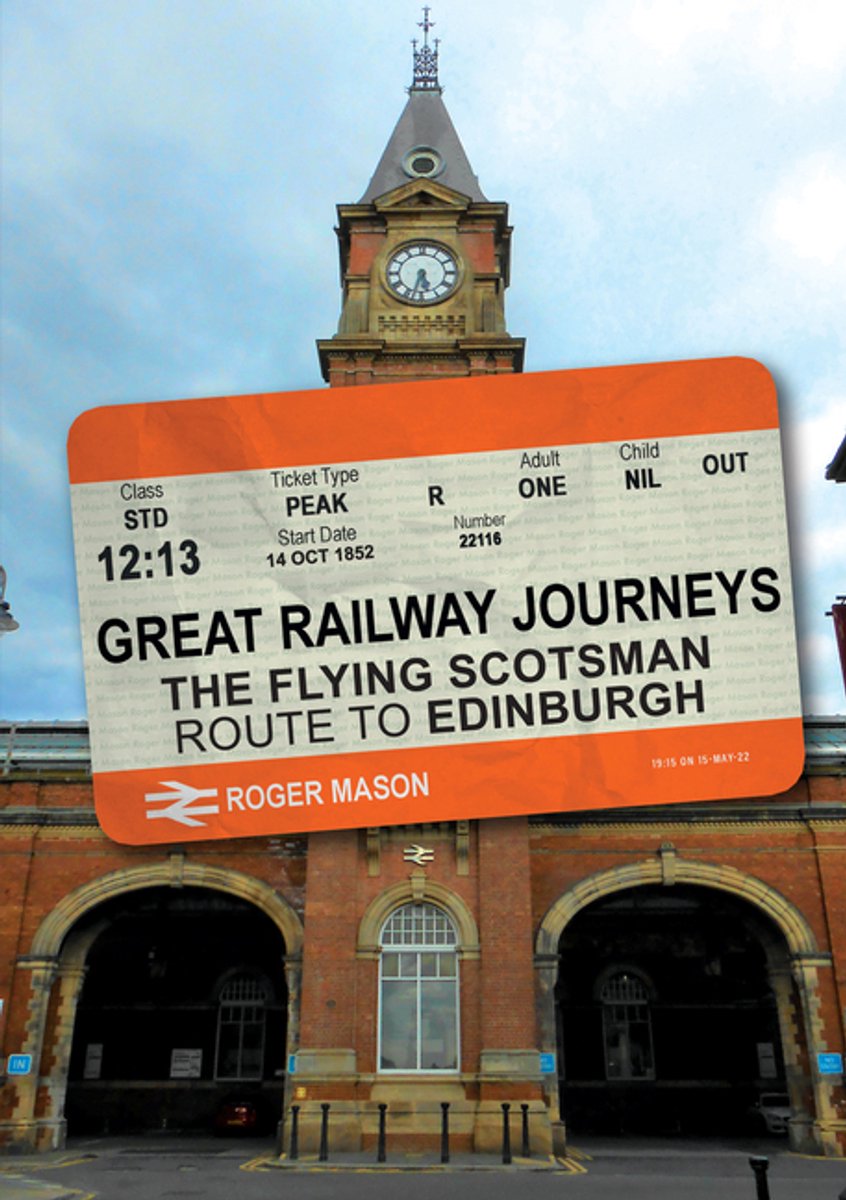 Class
STD
12:13
Ticket Type
PEAK
Start Date
14 OCT 1852
R
Number
22116
Adult
ONE
Child
NIL
OUT
GREAT RAILWAY JOURNEYS
THE FLYING SCOTSMAN
ROUTE TO EDINBURGH
19:15 ON 15-MAY-22
ROGER MASON
IN